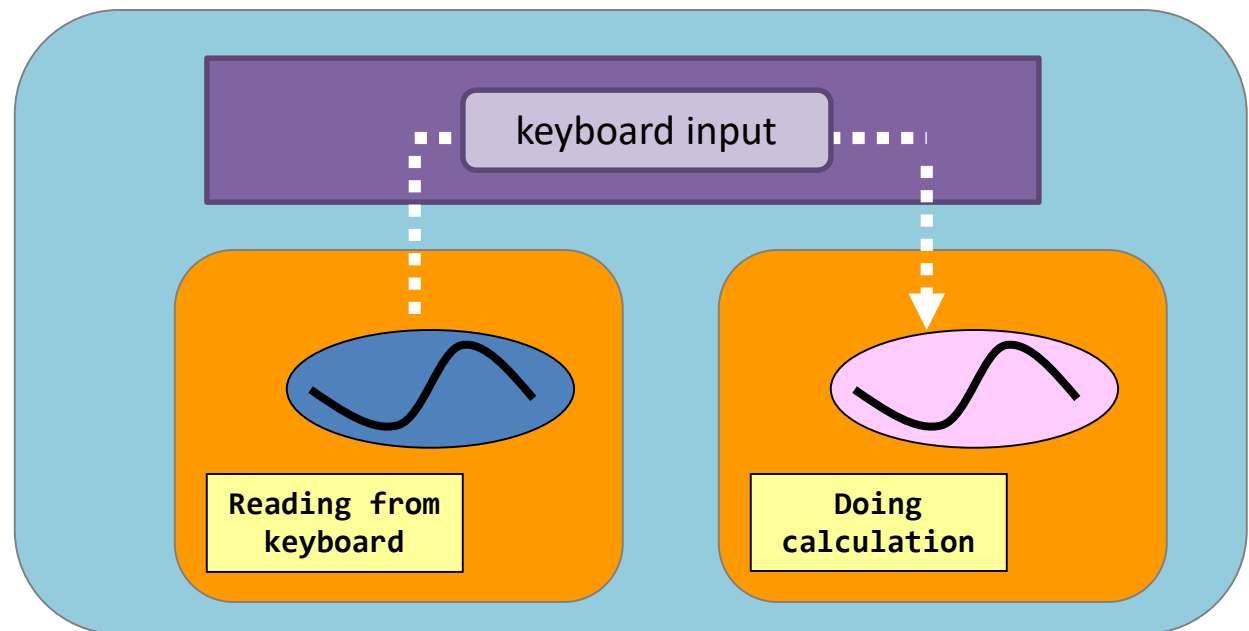 keyboard input
Reading from
keyboard
Doing
calculation